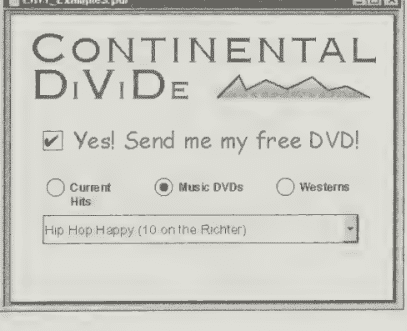 CONTINENTAL
DIVIDE
Yes! Send me my free DVD!
Current Hits
Music DVDs
Westerns
Hip Hop Happy (10 on the Richter)